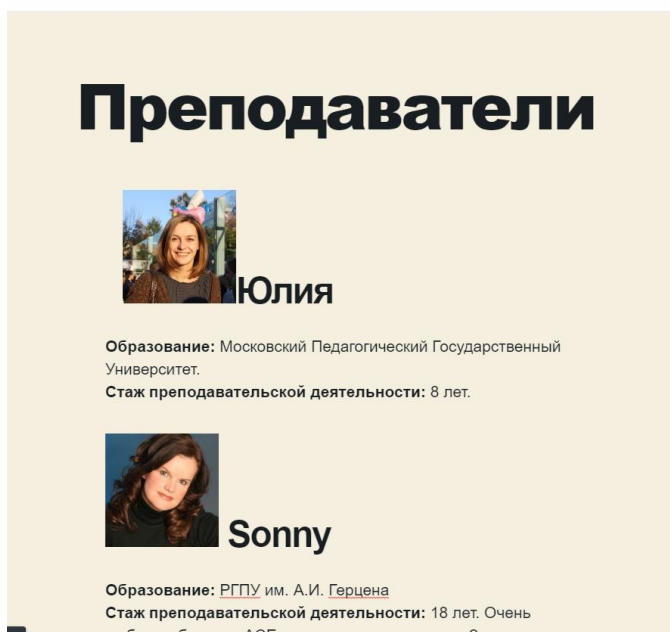 Преподаватели
Юлия
Образование: Московский Педагогический Государственный
Университет.
Стаж преподавательской деятельности: 8 лет.
Sonny
Образование: РГПУ им. А.И. Герцена
Стаж преподавательской деятельности: 18 лет. Очень